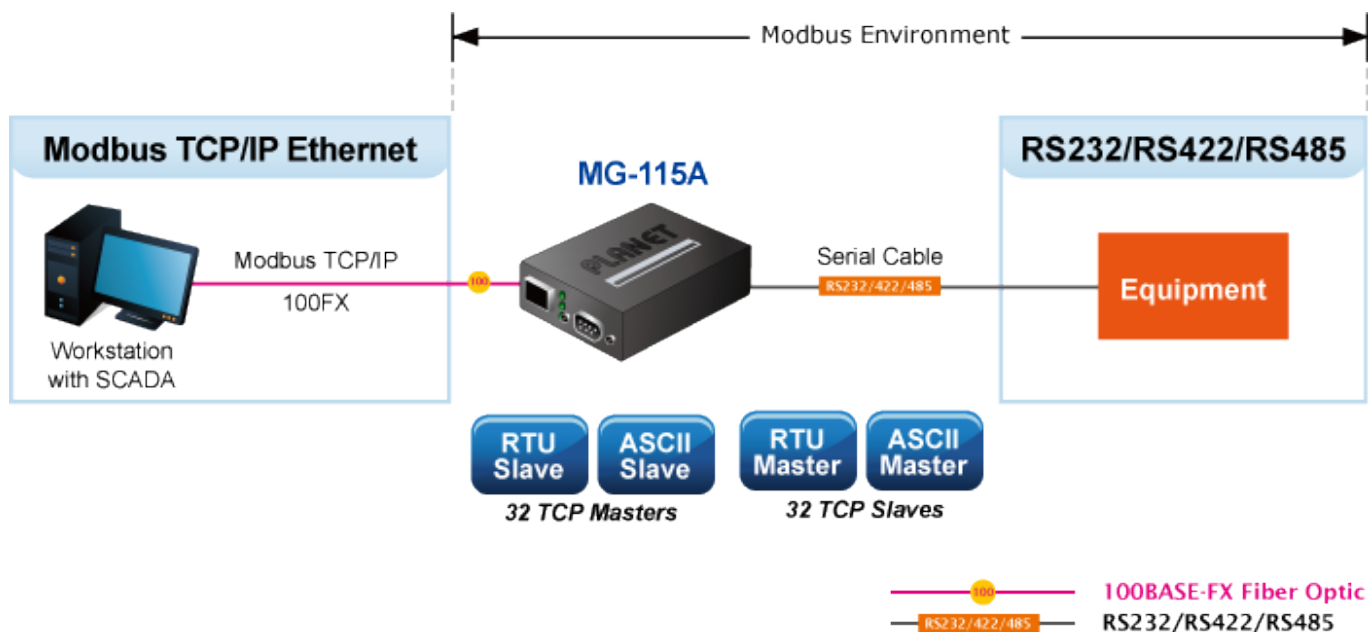 Modbus Environment
Modbus TCP/IP Ethernet
RS232/RS422/RS485
MG-115A
PLANET
Modbus TCP/IP
100
100FX
Workstation
with SCADA
Serial Cable
RS232/422/485
Equipment
RTU
Slave
ASCII
Slave
32 TCP Masters
RTU
Master
ASCII
Master
32 TCP Slaves
100
100BASE-FX Fiber Optic
RS232/422/485
RS232/RS422/RS485